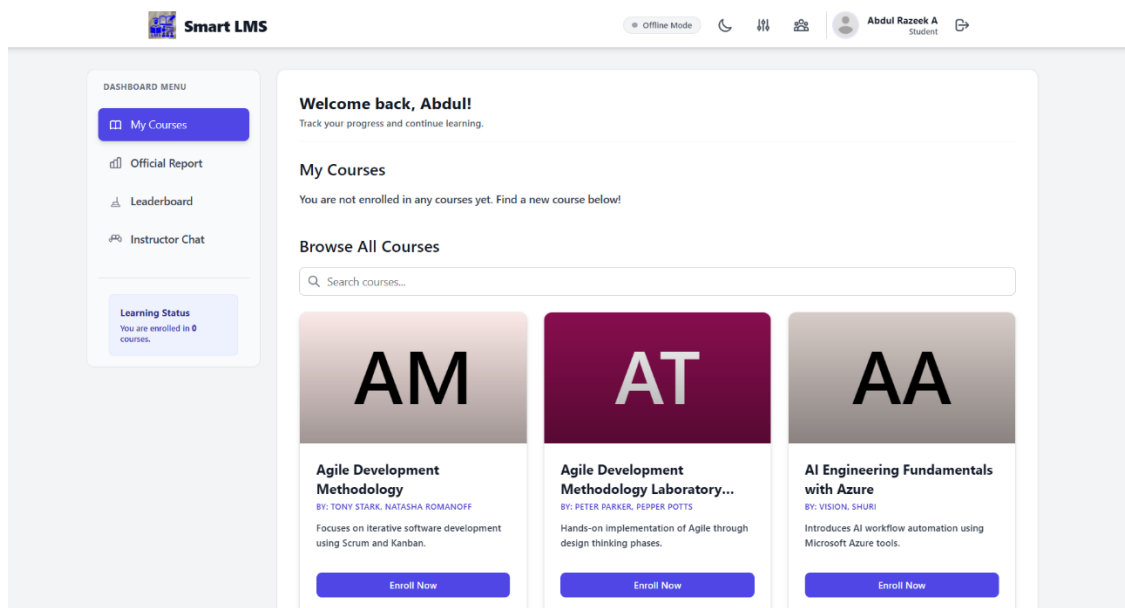 Smart LMS
Offline Mode
Abdul Razeek A
Student
DASHBOARD MENU
My Courses
Official Report
Leaderboard
Instructor Chat
Learning Status
You are enrolled in 0
courses.
Welcome back, Abdul!
Track your progress and continue learning.
My Courses
You are not enrolled in any courses yet. Find a new course below!
Browse All Courses
Search courses...
AM
Agile Development
Methodology
BY: TONY STARK, NATASHA ROMANOFF
Focuses on iterative software development
using Scrum and Kanban.
Enroll Now
AT
Agile Development
Methodology Laboratory...
BY: PETER PARKER, PEPPER POTTS
Hands-on implementation of Agile through
design thinking phases.
Enroll Now
AA
AI Engineering Fundamentals
with Azure
BY: VISION, SHURI
Introduces AI workflow automation using
Microsoft Azure tools.
Enroll Now